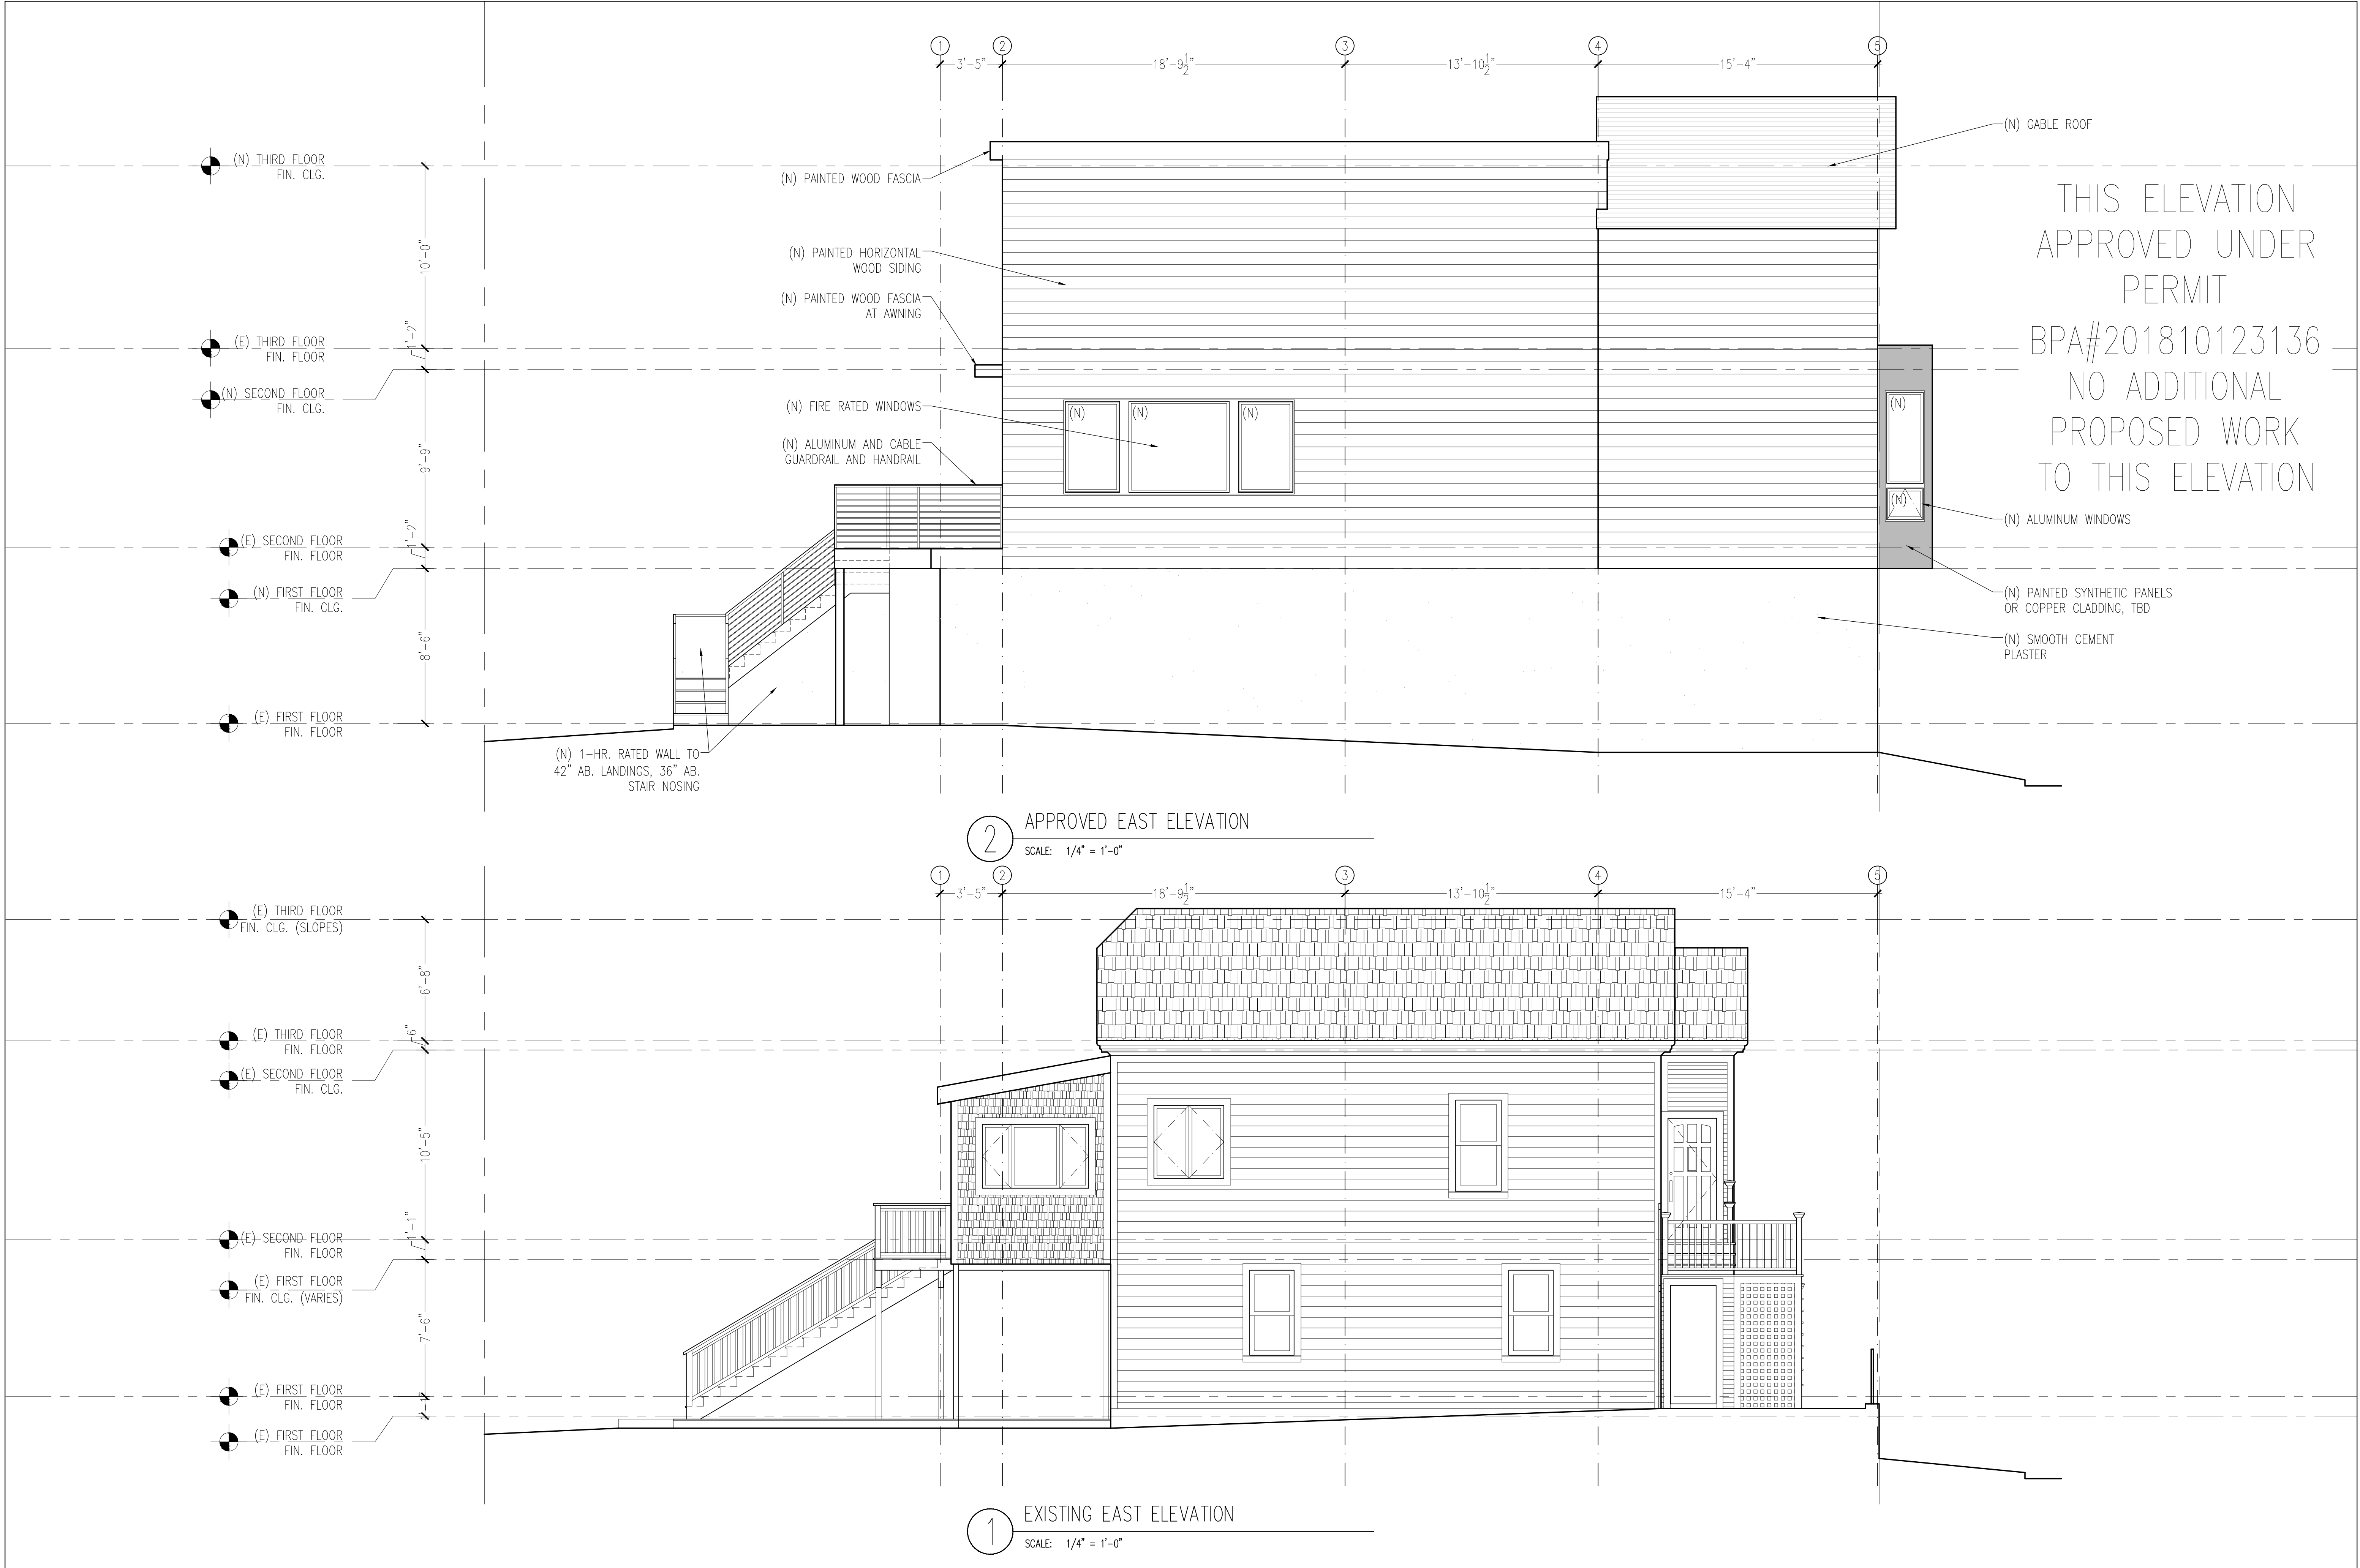 1 2 3 4 5
3'-5" 18'-9 1/2" 13'-10 1/2" 15'-4"
(N) THIRD FLOOR
FIN. CLG.
10'-0"
(E) THIRD FLOOR
FIN. FLOOR
1'-2"
(N) SECOND FLOOR
FIN. CLG.
9'-9"
(E) SECOND FLOOR
FIN. FLOOR
1'-2"
(N) FIRST FLOOR
FIN. CLG.
8'-6"
(E) FIRST FLOOR
FIN. FLOOR
(N) PAINTED WOOD FASCIA
(N) PAINTED HORIZONTAL
WOOD SIDING
(N) PAINTED WOOD FASCIA
AT AWNING
(N) FIRE RATED WINDOWS
(N) ALUMINUM AND CABLE
GUARDRAIL AND HANDRAIL
(N) 1-HR. RATED WALL TO
42" AB. LANDINGS, 36" AB.
STAIR NOSING
(N) (N) (N)
(N)
(N)
(N) GABLE ROOF
THIS ELEVATION
APPROVED UNDER
PERMIT
BPA#201810123136
NO ADDITIONAL
PROPOSED WORK
TO THIS ELEVATION
(N) ALUMINUM WINDOWS
(N) PAINTED SYNTHETIC PANELS
OR COPPER CLADDING, TBD
(N) SMOOTH CEMENT
PLASTER
2 APPROVED EAST ELEVATION
SCALE: 1/4" = 1'-0"
1 2 3 4 5
3'-5" 18'-9 1/2" 13'-10 1/2" 15'-4"
(E) THIRD FLOOR
FIN. CLG. (SLOPES)
6'-8"
(E) THIRD FLOOR
FIN. FLOOR
6"
(E) SECOND FLOOR
FIN. CLG.
10'-5"
(E) SECOND FLOOR
FIN. FLOOR
1'-1"
(E) FIRST FLOOR
FIN. CLG. (VARIES)
7'-6"
(E) FIRST FLOOR
FIN. FLOOR
(E) FIRST FLOOR
FIN. FLOOR
1 EXISTING EAST ELEVATION
SCALE: 1/4" = 1'-0"